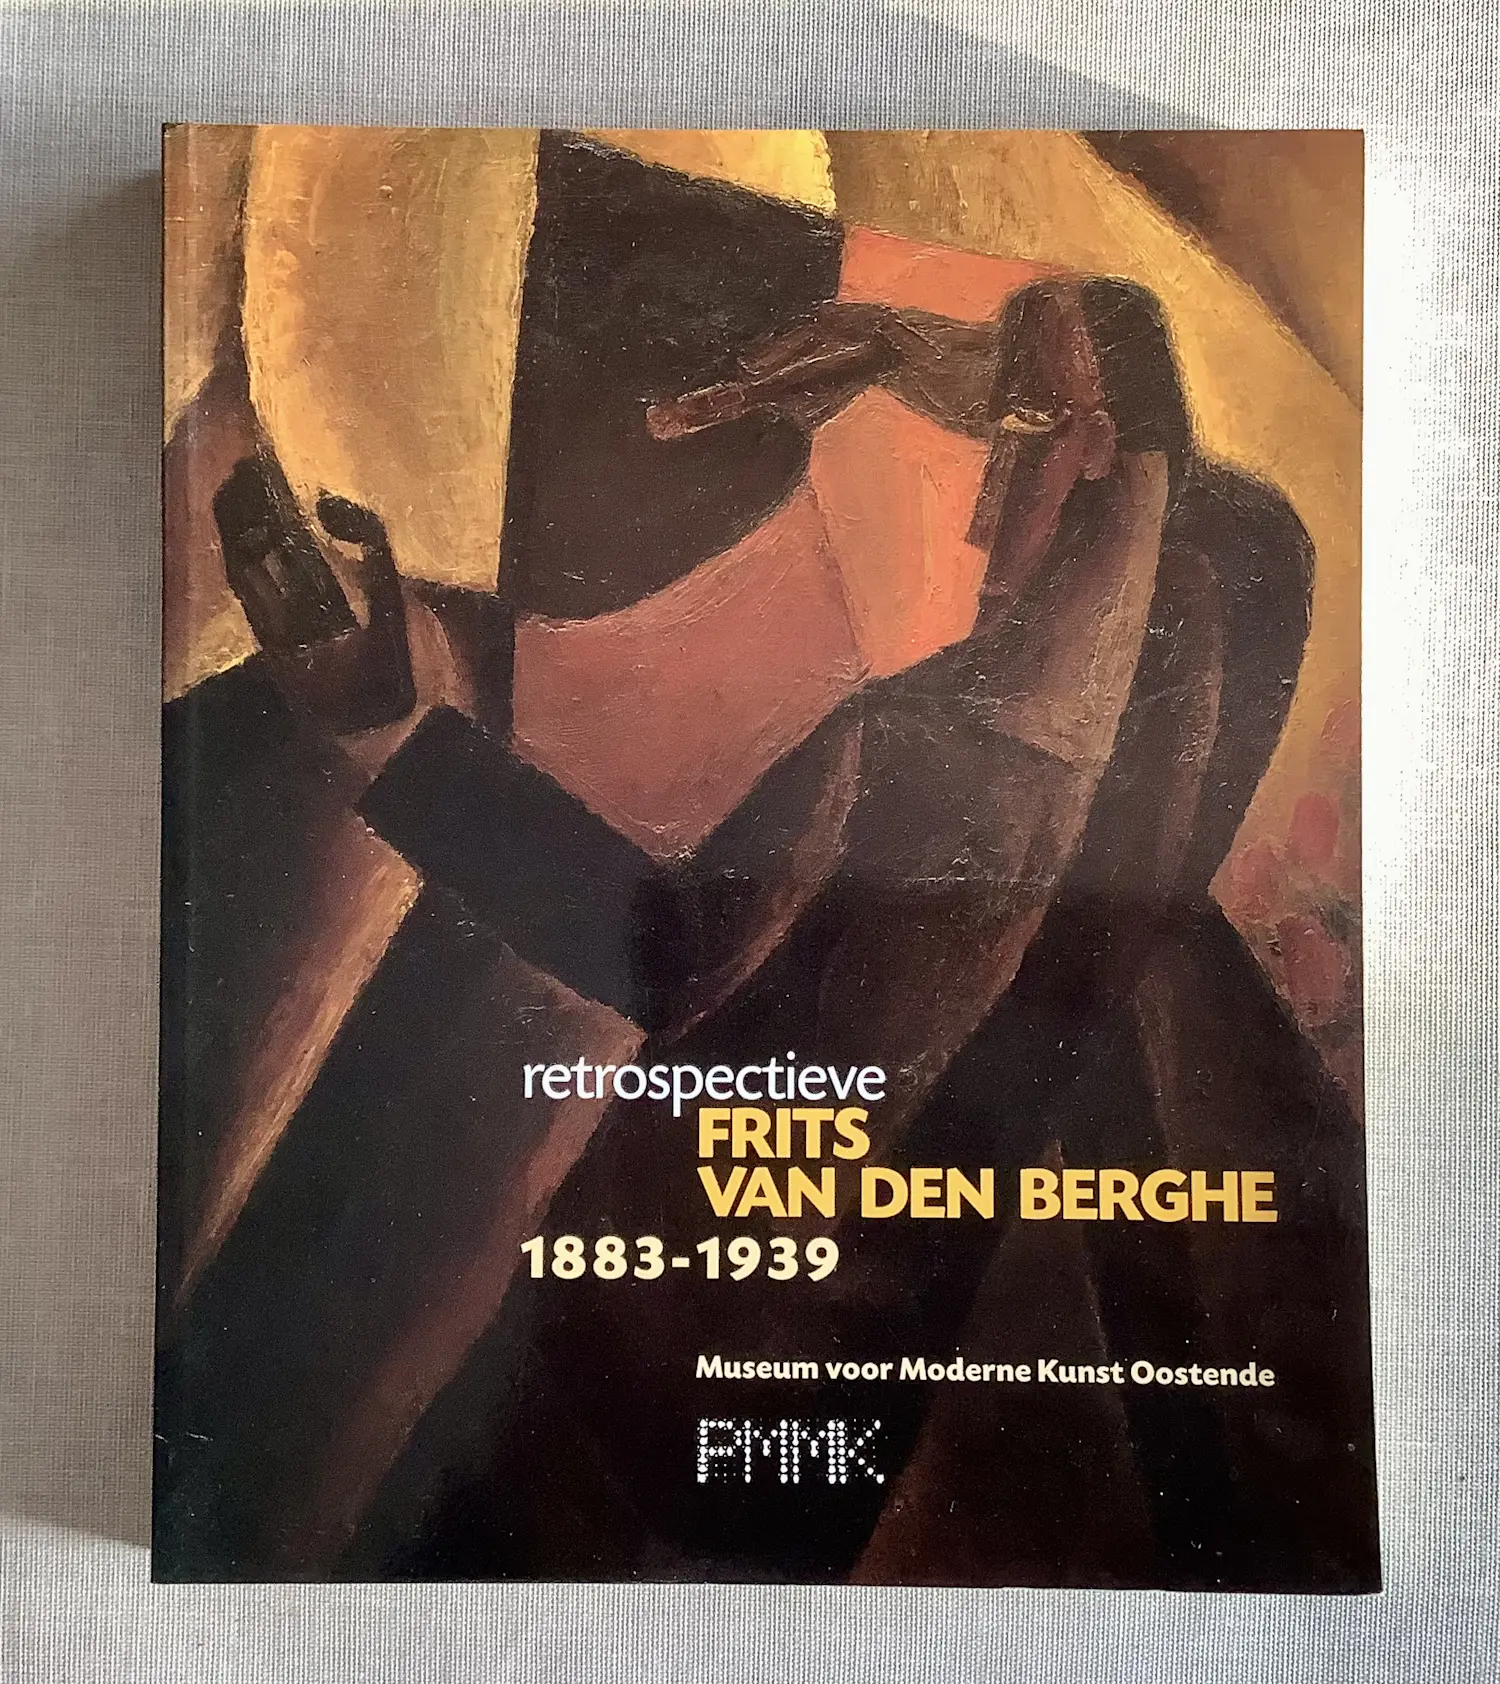 retrospectieve
FRITS
VAN DEN BERGHE
1883-1939
Museum voor Moderne Kunst Oostende
PMMK